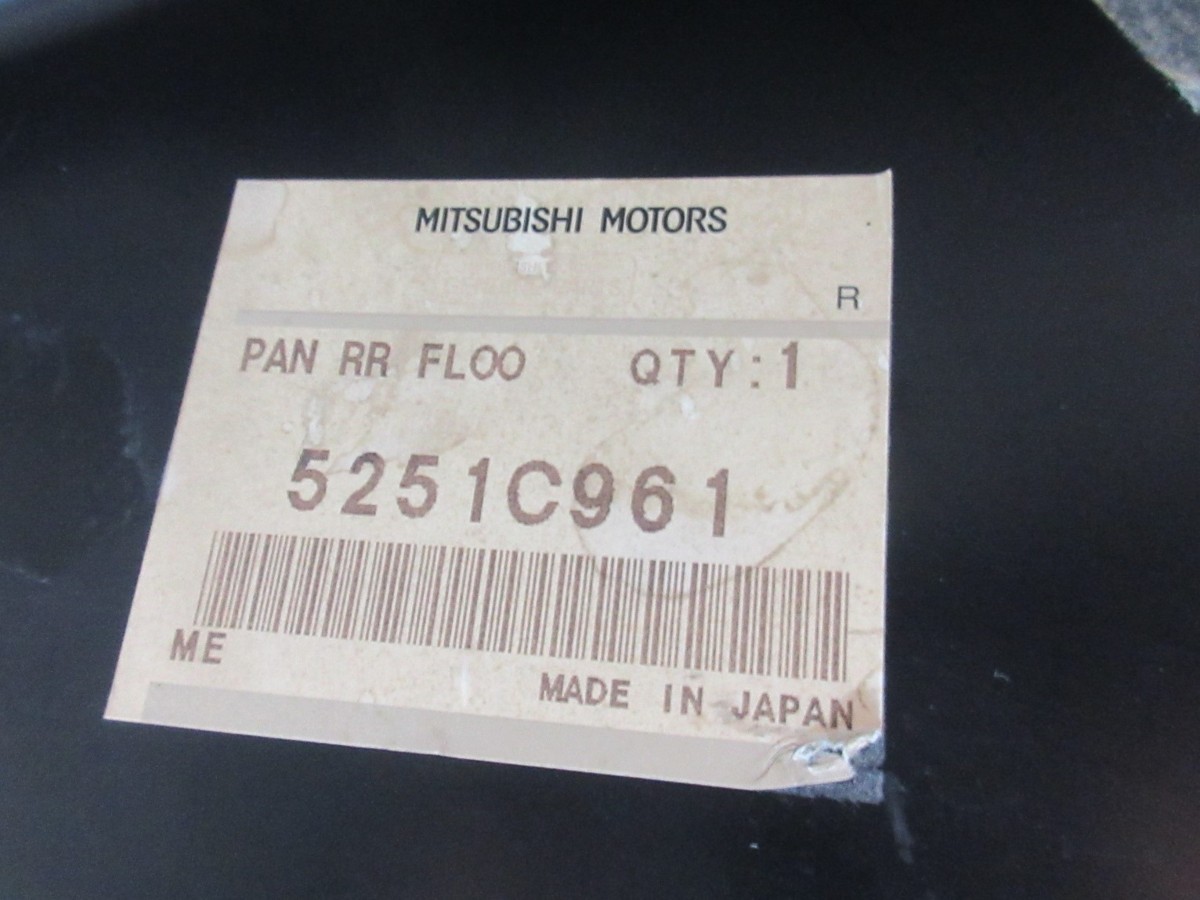 MITSUBISHI MOTORS
R
PAN RR FLOO QTY:1
5251C961
ME
MADE IN JAPAN